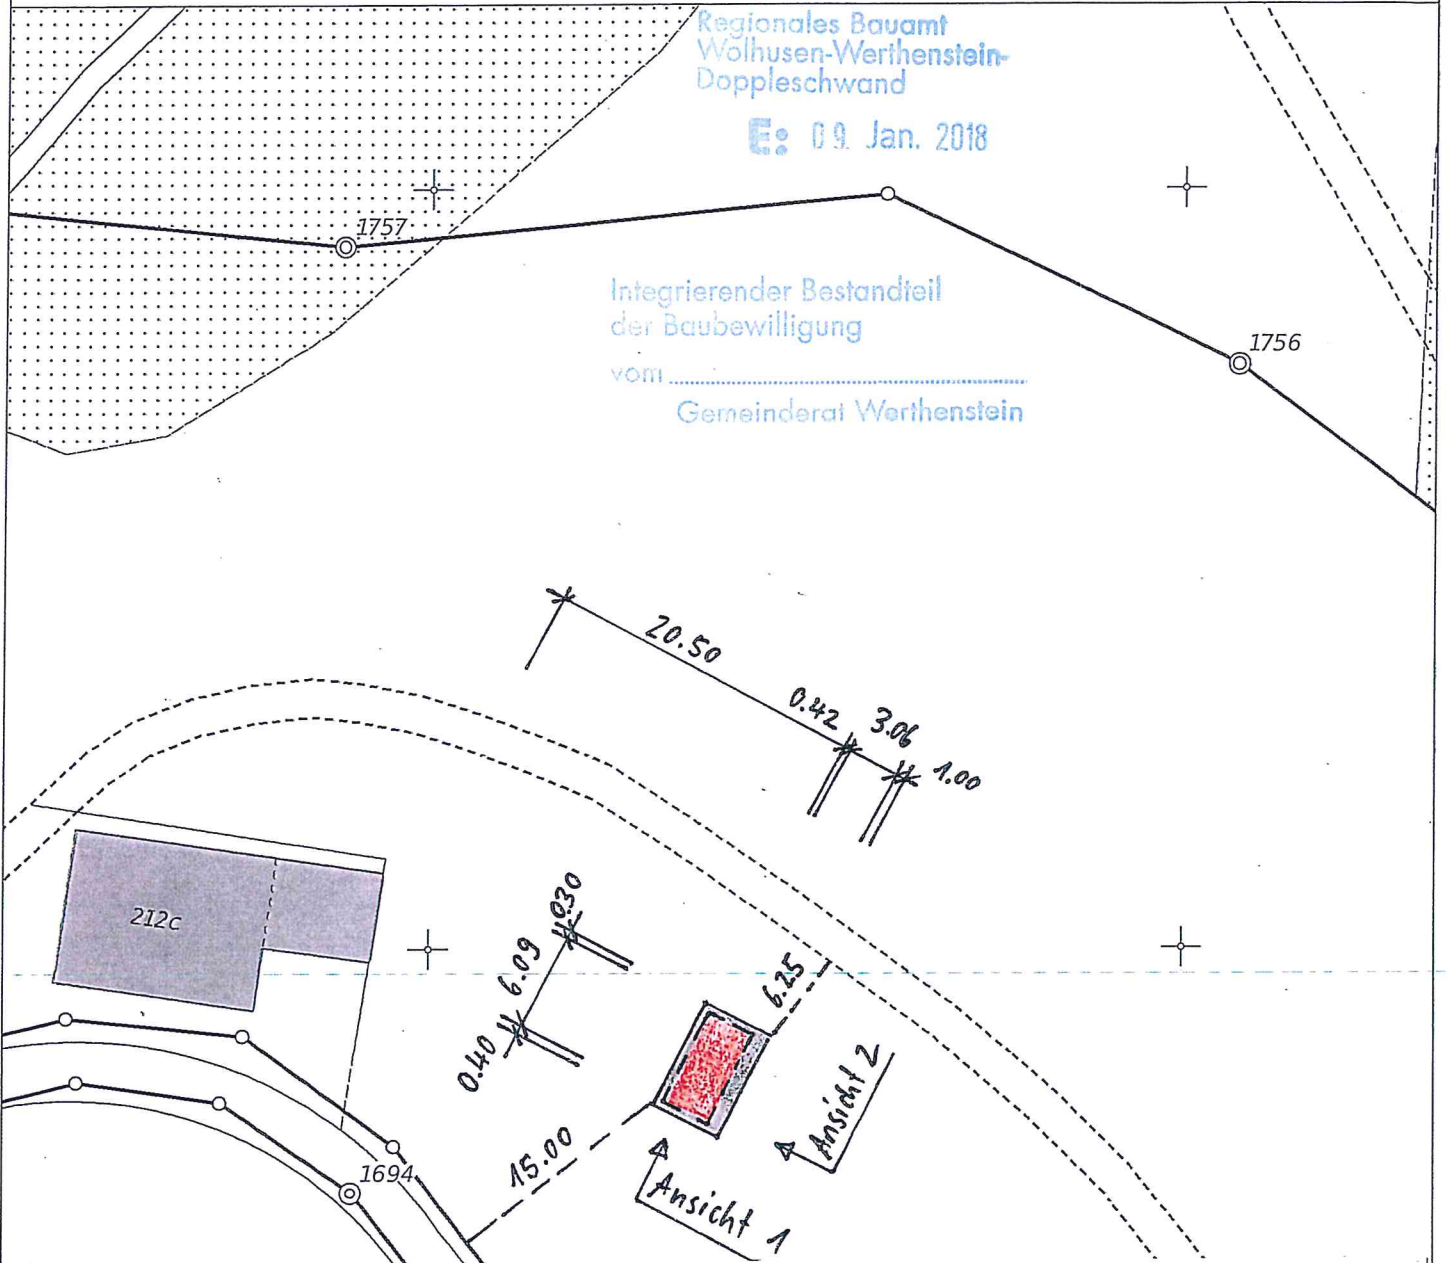 Regionales Bauamt
Wolhusen-Werthenstein-
Doppleschwand
E: 09. Jan. 2018
1757
Integrierender Bestandteil
der Baubewilligung
1756
vom
Gemeinderat Werthenstein
20.50
0.42
3.06
1.00
212c
0.30
6.09
0.40
6.25
Ansicht 2
15.00
1694
Ansicht 1